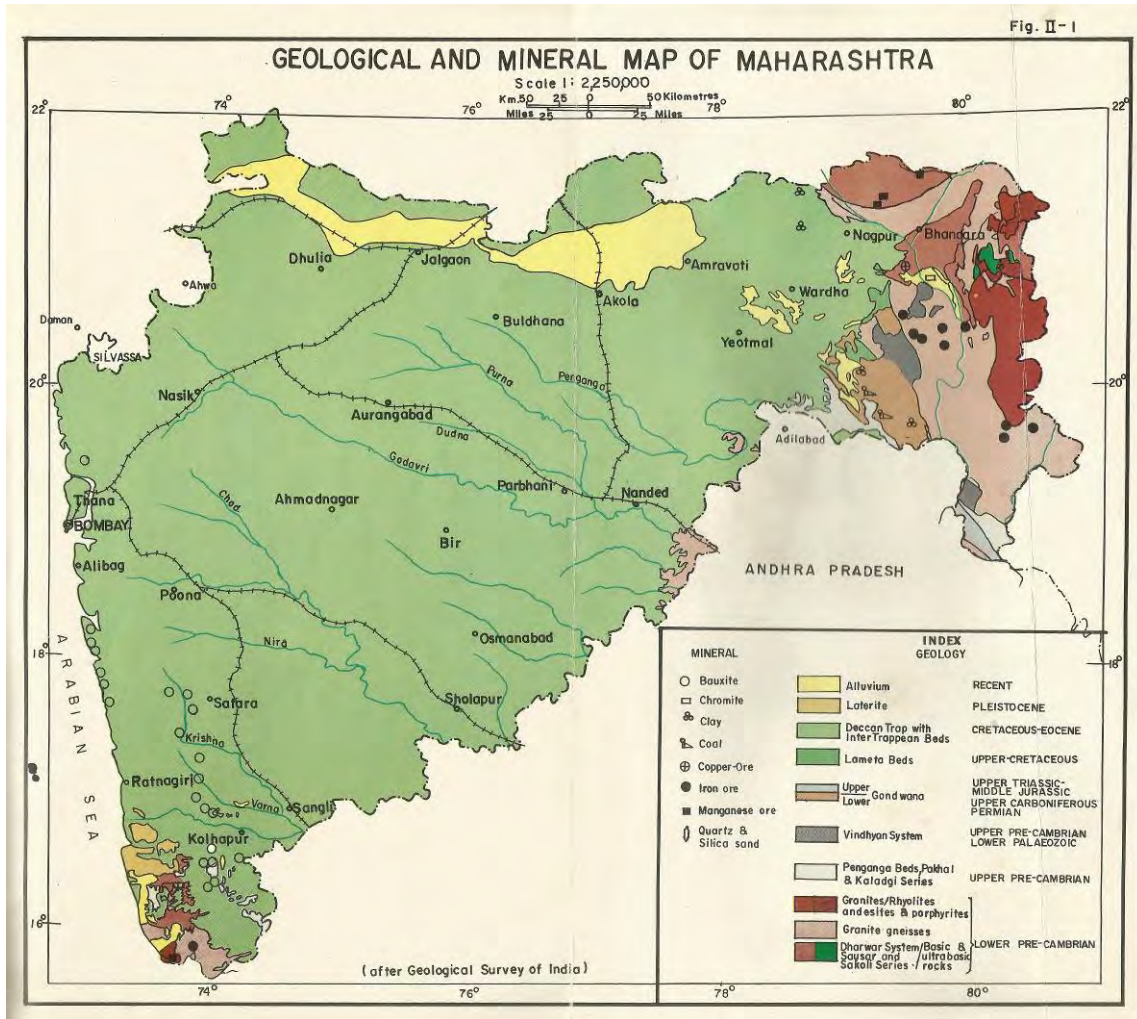 Fig. II-1
GEOLOGICAL AND MINERAL MAP OF MAHARASHTRA
Scale 1: 2,250,000
Km.50 25 0 50 Kilometres
Miles 25 0 25 Miles
74° 76° 78° 80°
22° 22°
Nagpur
Bhandara
Dhulia
Jalgaon
Amravati
Ahwa
Akola
Wardha
Daman
Buldhana
SILVASSA
Yeotmal
20° 20°
Purna
Penganga
Nasik
Aurangabad
Dudna
Adilabad
Godavri
Thana
Ahmadnagar
Parbhani
Nanded
Ghod
BOMBAY
Bir
Alibag
ANDHRA PRADESH
Poona
Nira
Osmanabad
18° 18°
ARABIAN SEA
Satara
Sholapur
Krishna
Ratnagiri
Varna
Sangli
Kolhapur
16° 16°
(after Geological Survey of India)
74° 76° 78° 80°
INDEX
MINERAL
Bauxite
Chromite
Clay
Coal
Copper-Ore
Iron ore
Manganese ore
Quartz &
Silica sand
GEOLOGY
Alluvium RECENT
Laterite PLEISTOCENE
Deccan Trap with
Inter Trappean Beds CRETACEOUS-EOCENE
Lameta Beds UPPER-CRETACEOUS
Upper
Lower Gondwana UPPER TRIASSIC-
MIDDLE JURASSIC
UPPER CARBONIFEROUS
PERMIAN
Vindhyan System UPPER PRE-CAMBRIAN
LOWER PALAEOZOIC
Penganga Beds, Pakhal
& Kaladgi Series UPPER PRE-CAMBRIAN
Granites/Rhyolites
andesites & porphyrites
Granite gneisses
Dharwar System/Basic &
Sausar and /ultrabasic
Sakoli Series /rocks
LOWER PRE-CAMBRIAN